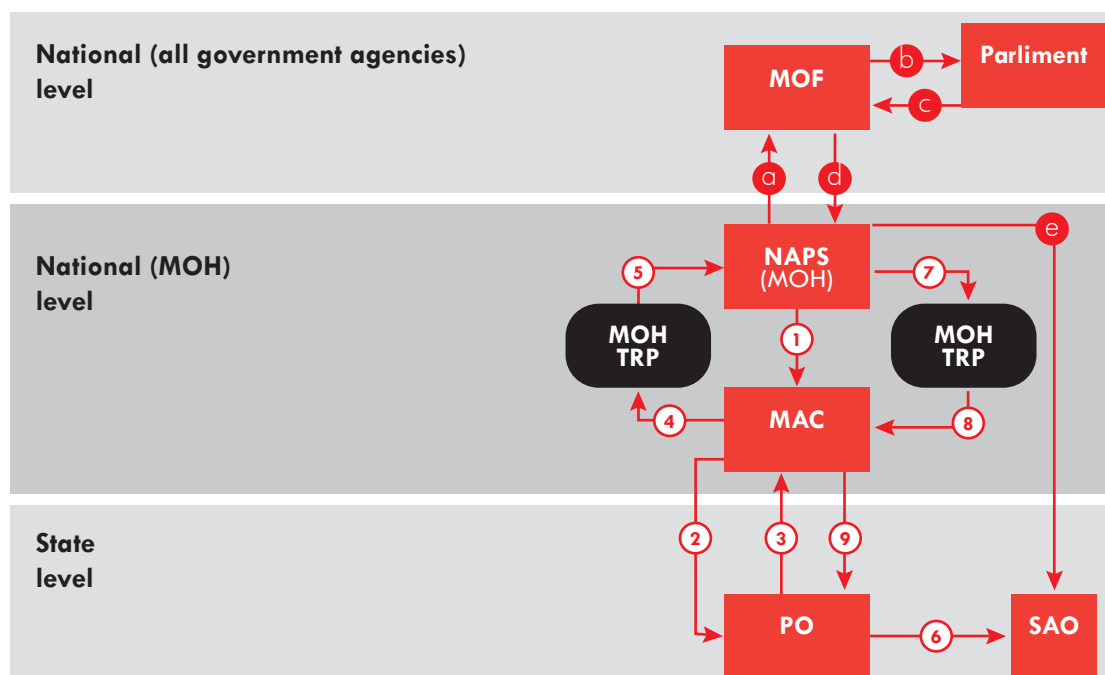 National (all government agencies)
level
MOF
b
Parliment
c
a
d
National (MOH)
level
NAPS
(MOH)
e
5
7
MOH
TRP
1
MOH
TRP
4
MAC
8
State
level
2
3
9
PO
6
SAO